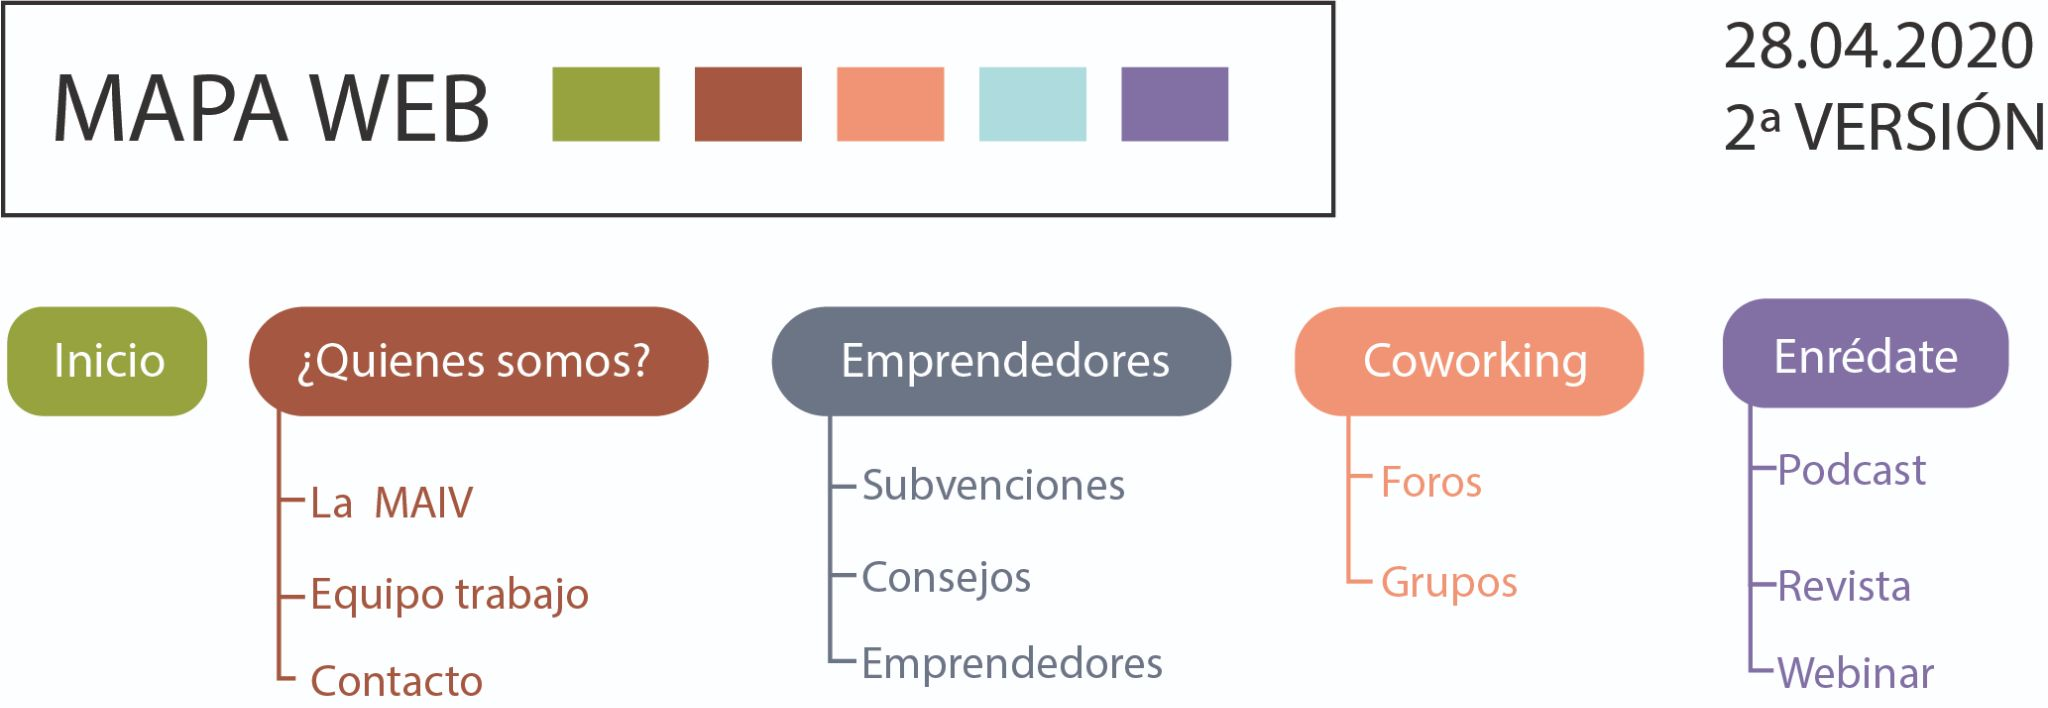 MAPA WEB
28.04.2020
2ª VERSIÓN
Inicio
¿Quienes somos?
La MAIV
Equipo trabajo
Contacto
Emprendedores
Subvenciones
Consejos
Emprendedores
Coworking
Foros
Grupos
Enrédate
Podcast
Revista
Webinar